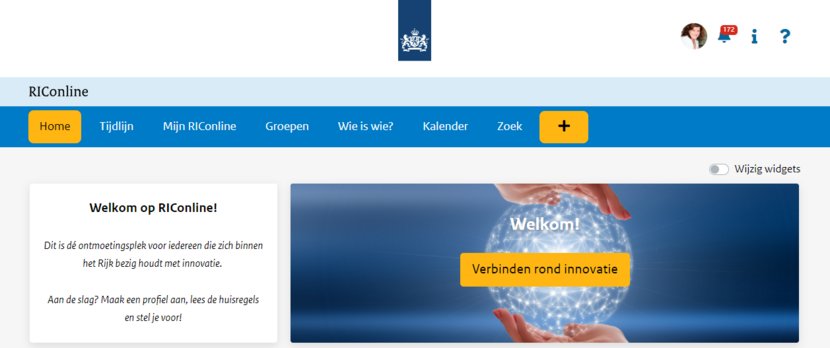 172
RIConline
Home Tijdlijn Mijn RIConline Groepen Wie is wie? Kalender Zoek +
Wijzig widgets
Welkom op RIConline!
Dit is dé ontmoetingsplek voor iedereen die zich binnen
het Rijk bezig houdt met innovatie.
Aan de slag? Maak een profiel aan, lees de huisregels
en stel je voor!
Welkom!
Verbinden rond innovatie